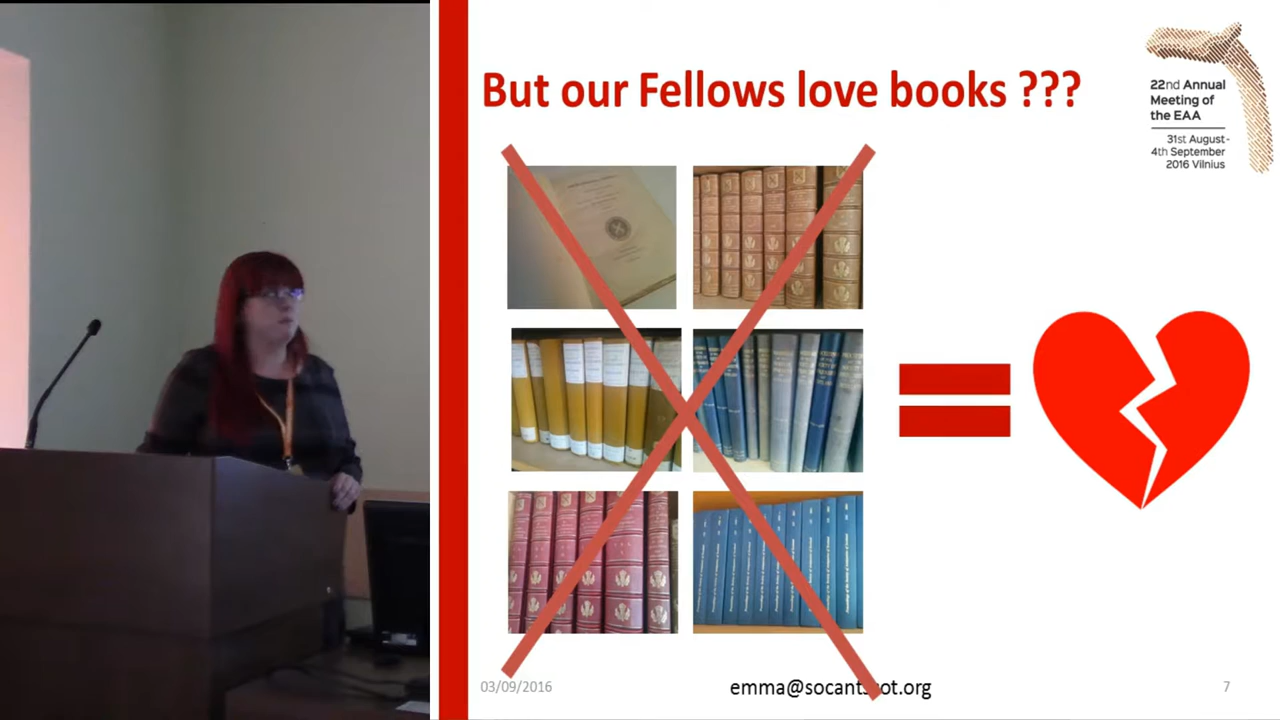 But our Fellows love books ???
22nd Annual
Meeting of
the EAA
31st August-
4th September
2016 Vilnius
03/09/2016
emma@socantscot.org
7